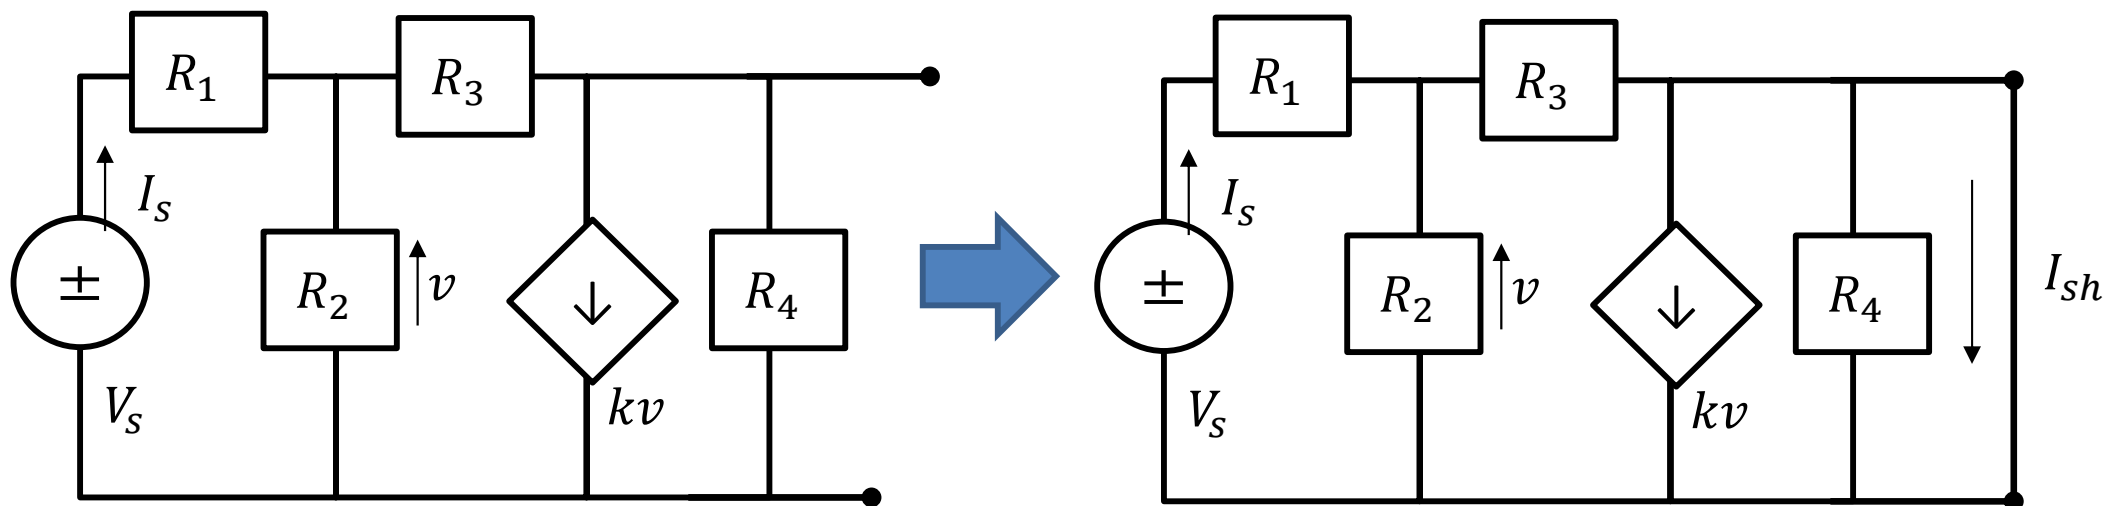 R₁
R₃
Iₛ
±
R₂
v
↓
R₄
Vₛ
kv
R₁
R₃
Iₛ
±
R₂
v
↓
R₄
Iₛₕ
Vₛ
kv